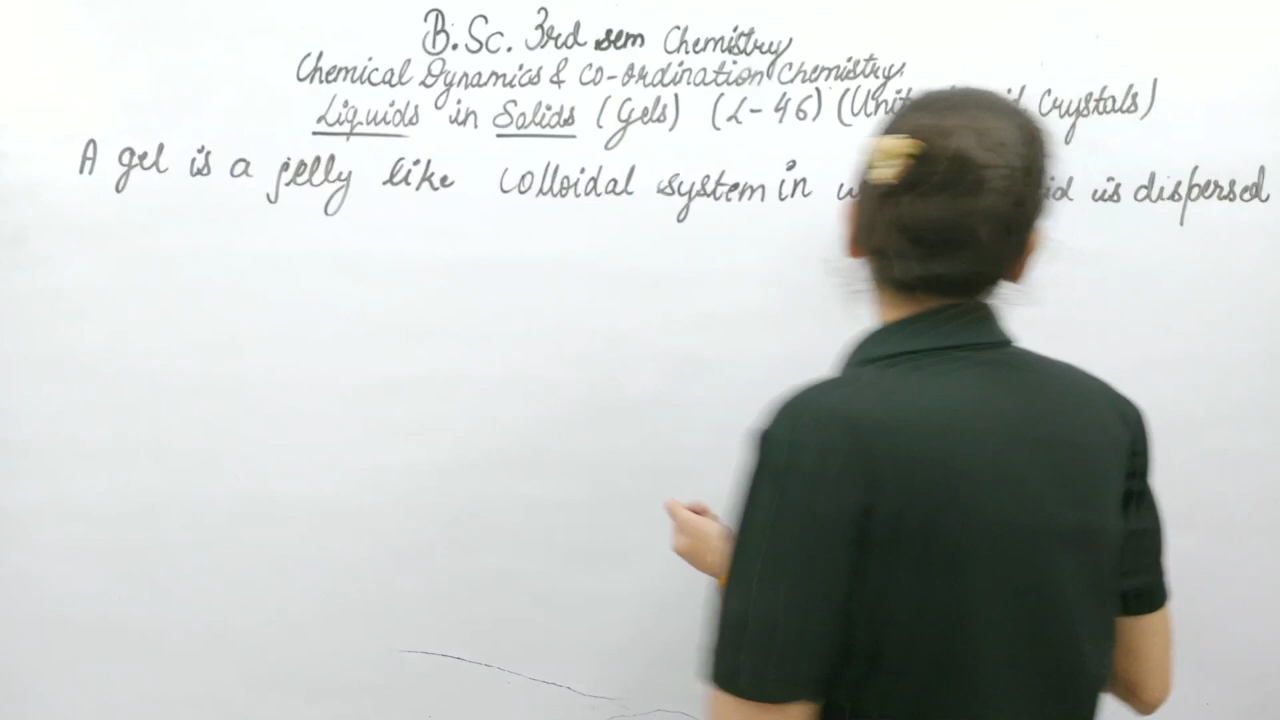 B.Sc. 3rd sem Chemistry
Chemical Dynamics & co-ordination Chemistry.
Liquids in Solids (Gels) (L-46) (Unit Crystals)
A gel is a jelly like colloidal system in is dispersed